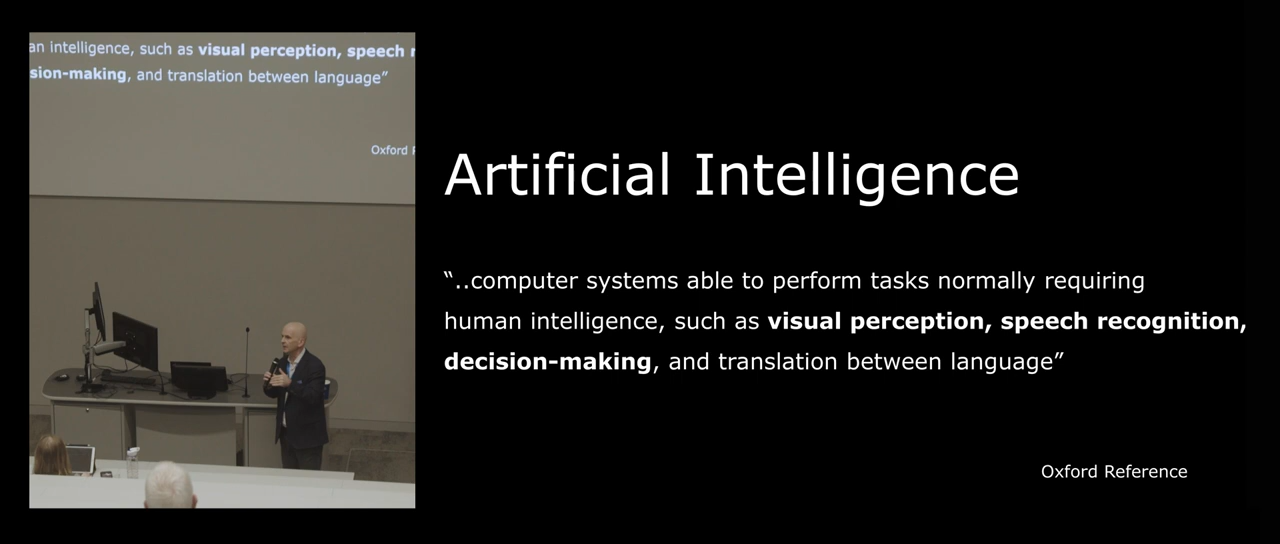 an intelligence, such as visual perception, speech
sion-making, and translation between language”
Oxford
Artificial Intelligence
“..computer systems able to perform tasks normally requiring
human intelligence, such as visual perception, speech recognition,
decision-making, and translation between language”
Oxford Reference